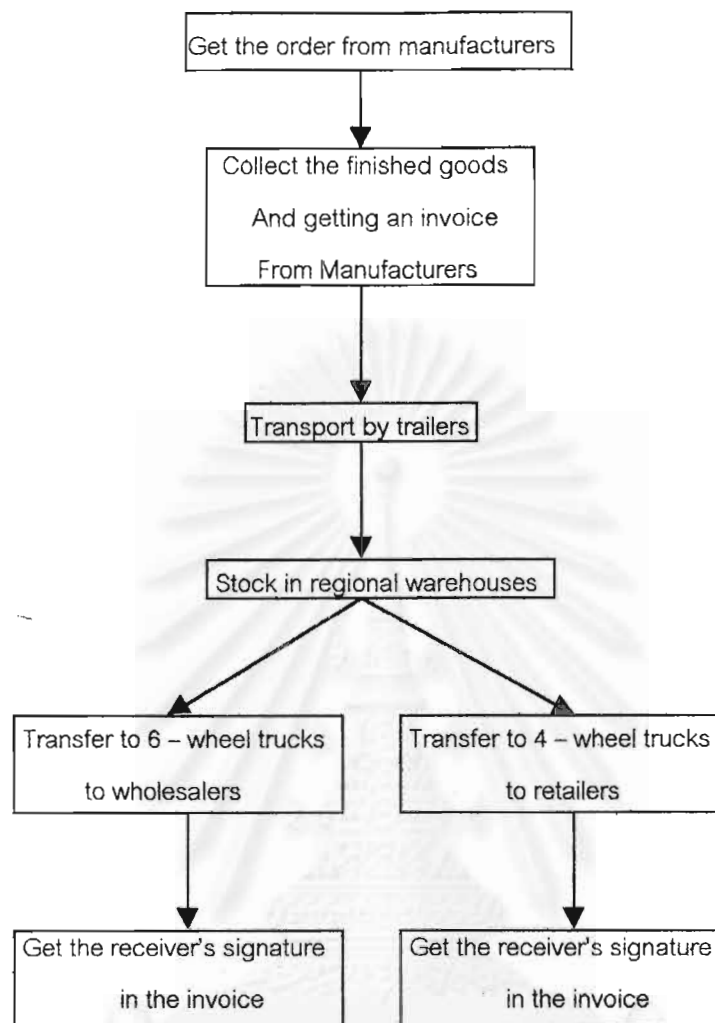 Get the order from manufacturers
Collect the finished goods
And getting an invoice
From Manufacturers
Transport by trailers
Stock in regional warehouses
Transfer to 6 – wheel trucks
to wholesalers
Transfer to 4 – wheel trucks
to retailers
Get the receiver's signature
in the invoice
Get the receiver's signature
in the invoice